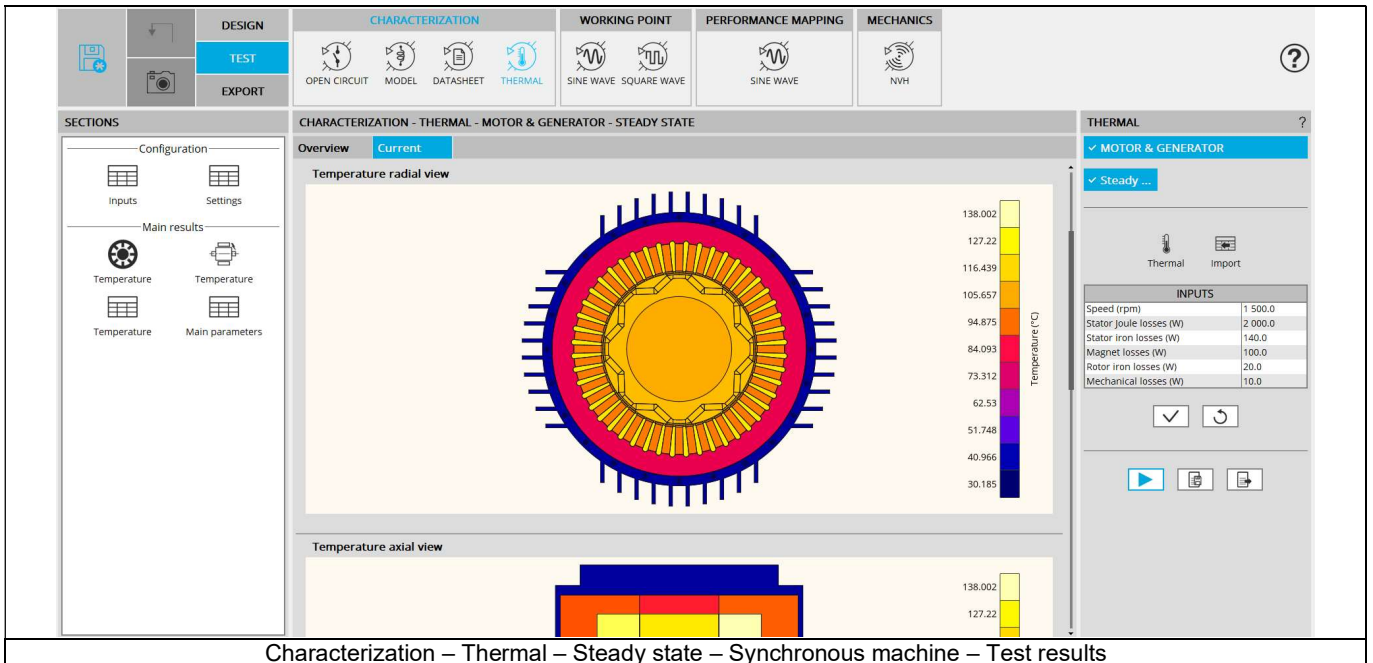 DESIGN
TEST
EXPORT
CHARACTERIZATION
OPEN CIRCUIT MODEL DATASHEET THERMAL
WORKING POINT
SINE WAVE SQUARE WAVE
PERFORMANCE MAPPING
SINE WAVE
MECHANICS
NVH
?
SECTIONS
Configuration
Inputs Settings
Main results
Temperature Temperature
Temperature Main parameters
CHARACTERIZATION - THERMAL - MOTOR & GENERATOR - STEADY STATE
Overview Current
Temperature radial view
138.002
127.22
116.439
105.657
94.875
84.093
73.312
62.53
51.748
40.966
30.185
Temperature (°C)
Temperature axial view
138.002
127.22
THERMAL ?
MOTOR & GENERATOR
Steady ...
Thermal Import
INPUTS
Speed (rpm) 1 500.0
Stator Joule losses (W) 2 000.0
Stator iron losses (W) 140.0
Magnet losses (W) 100.0
Rotor iron losses (W) 20.0
Mechanical losses (W) 10.0
Characterization – Thermal – Steady state – Synchronous machine – Test results